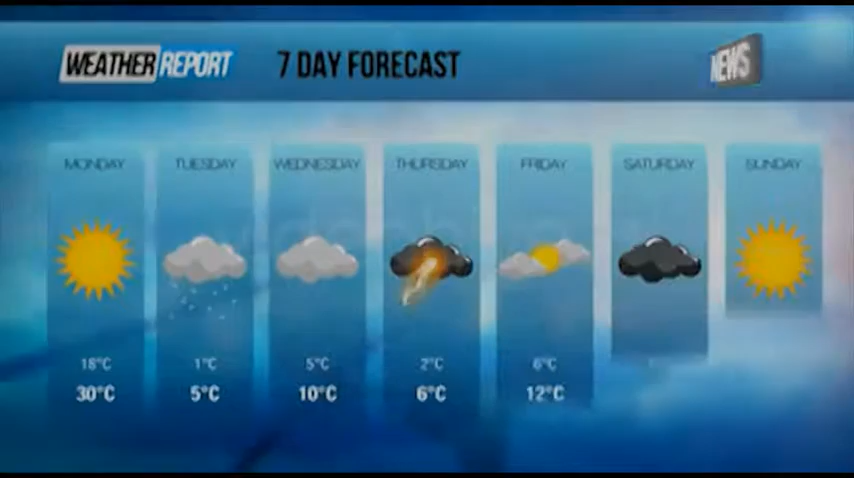 WEATHER REPORT
7 DAY FORECAST
NEWS
MONDAY TUESDAY WEDNESDAY THURSDAY FRIDAY SATURDAY SUNDAY
18°C 1°C 5°C 2°C 6°C
30°C 5°C 10°C 6°C 12°C